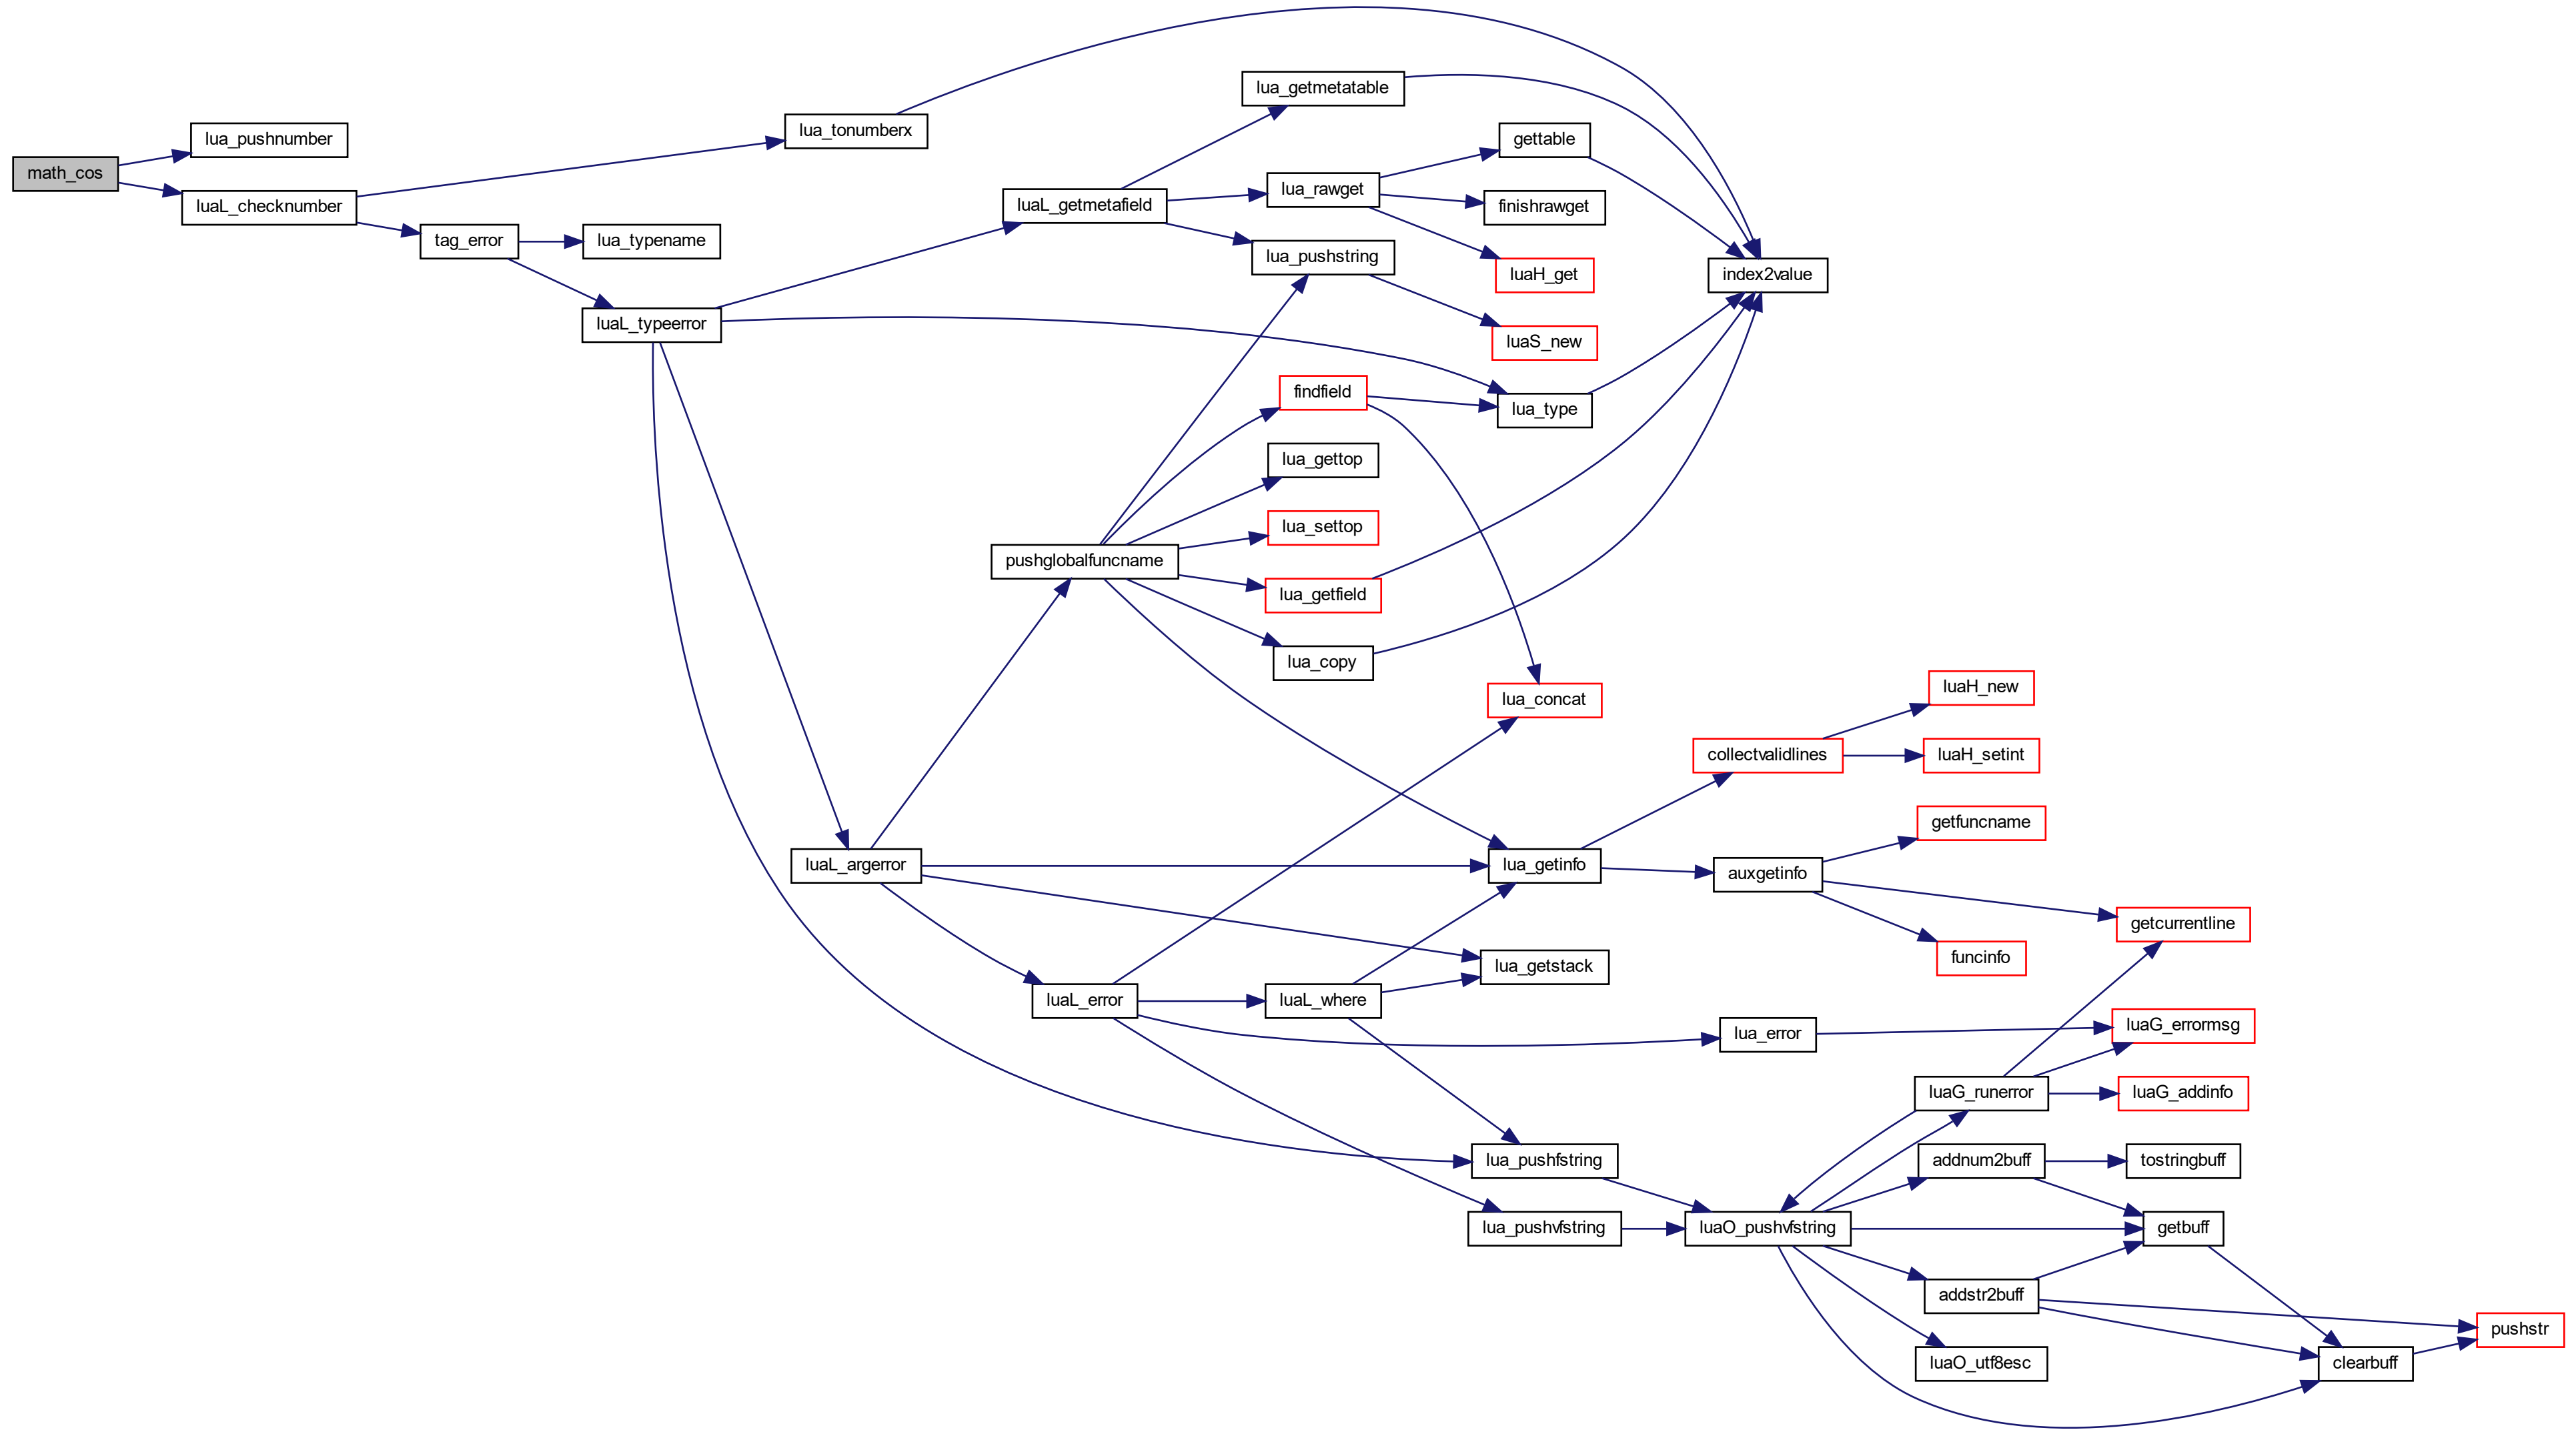 math_cos
lua_pushnumber
luaL_checknumber
lua_tonumberx
tag_error
lua_typename
luaL_typeerror
luaL_getmetafield
lua_getmetatable
lua_rawget
gettable
finishrawget
luaH_get
lua_pushstring
luaS_new
index2value
findfield
lua_type
lua_gettop
lua_settop
pushglobalfuncname
lua_getfield
lua_copy
lua_concat
luaH_new
collectvalidlines
luaH_setint
getfuncname
luaL_argerror
lua_getinfo
auxgetinfo
getcurrentline
funcinfo
lua_getstack
luaL_error
luaL_where
lua_error
luaG_errormsg
luaG_runerror
luaG_addinfo
lua_pushfstring
addnum2buff
tostringbuff
lua_pushvfstring
luaO_pushvfstring
getbuff
addstr2buff
pushstr
luaO_utf8esc
clearbuff